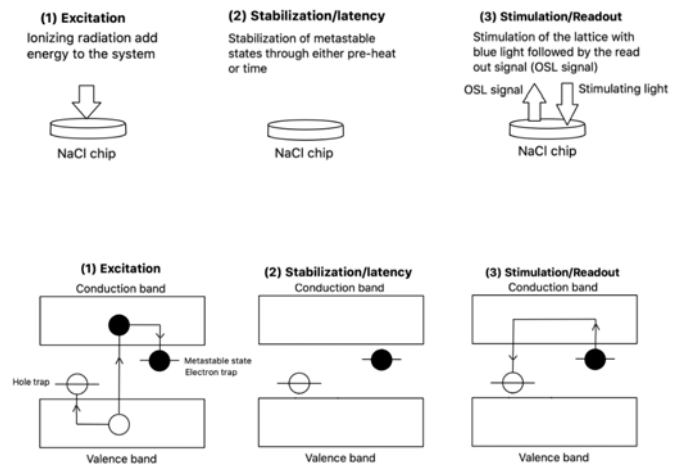 (1) Excitation
Ionizing radiation add
energy to the system
NaCl chip
(2) Stabilization/latency
Stabilization of metastable
states through either pre-heat
or time
NaCl chip
(3) Stimulation/Readout
Stimulation of the lattice with
blue light followed by the read
out signal (OSL signal)
OSL signal
Stimulating light
NaCl chip
(1) Excitation
Conduction band
Metastable state
Electron trap
Hole trap
Valence band
(2) Stabilization/latency
Conduction band
Valence band
(3) Stimulation/Readout
Conduction band
Valence band